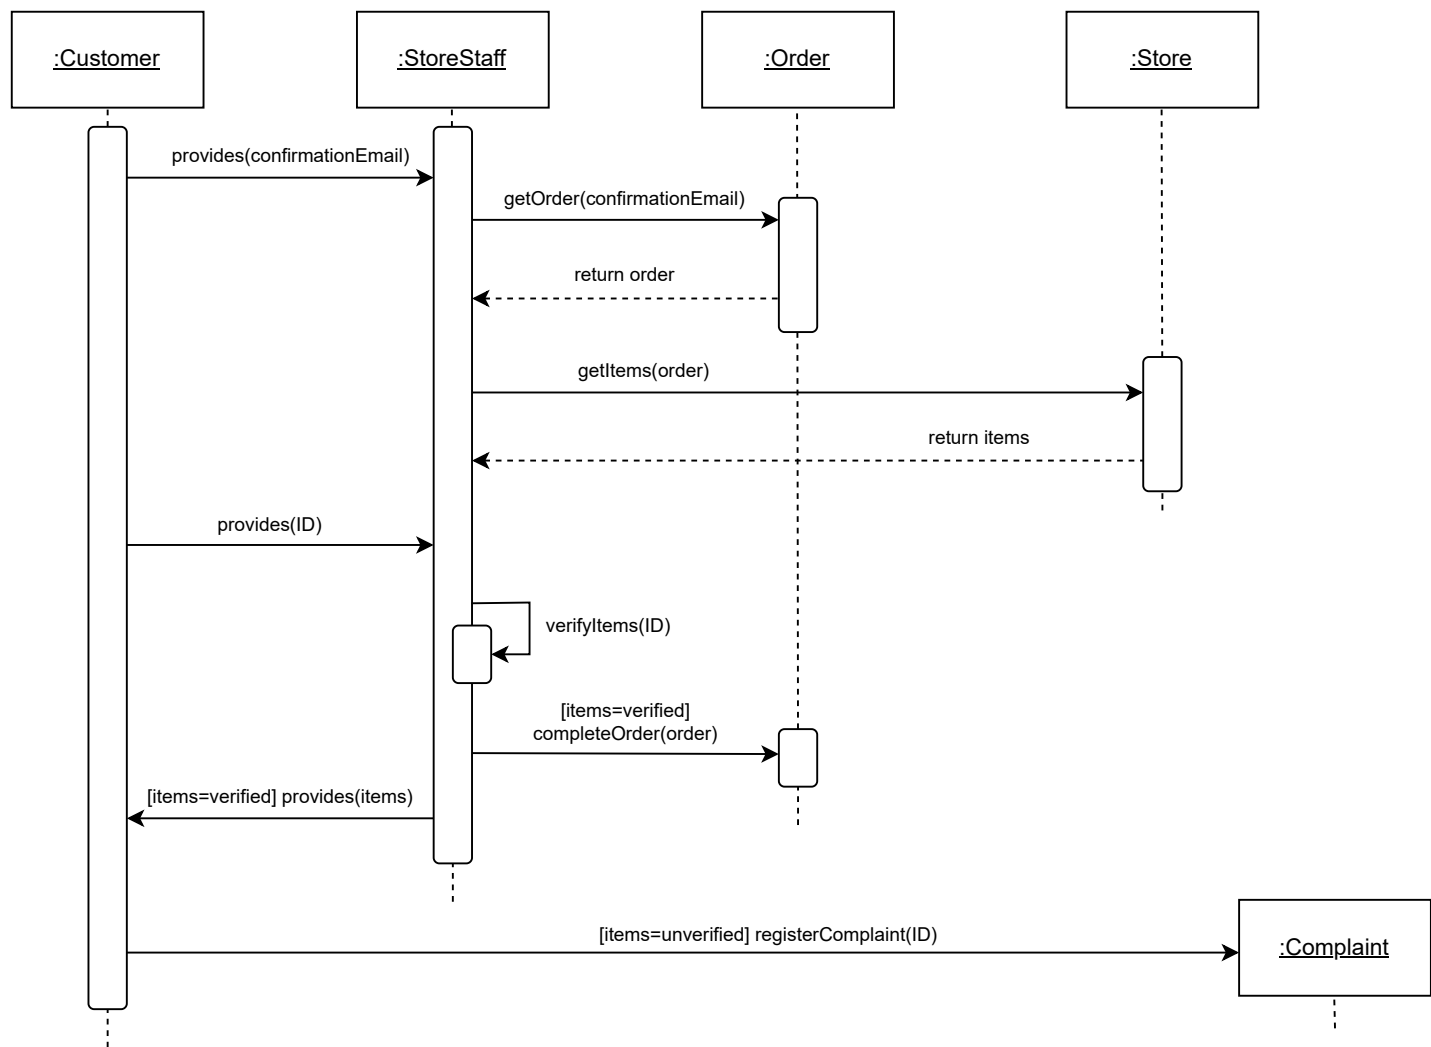 :Customer
:StoreStaff
:Order
:Store
provides(confirmationEmail)
getOrder(confirmationEmail)
return order
getItems(order)
return items
provides(ID)
verifyItems(ID)
[items=verified]
completeOrder(order)
[items=verified] provides(items)
[items=unverified] registerComplaint(ID)
:Complaint